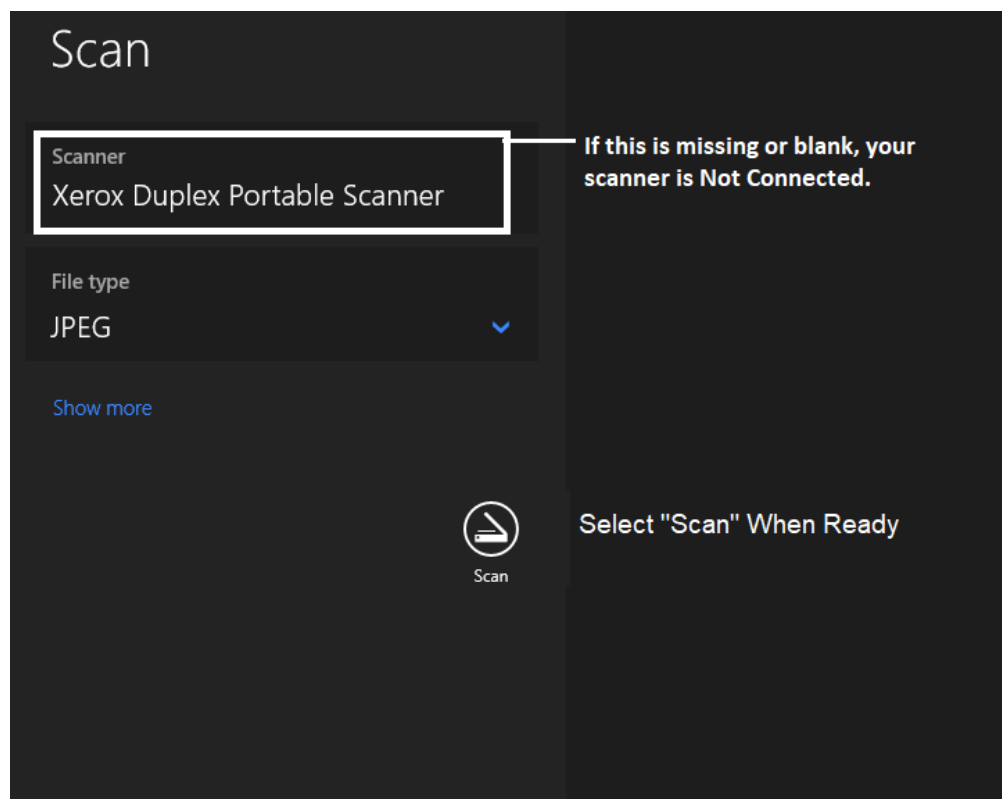 Scan
Scanner
Xerox Duplex Portable Scanner
If this is missing or blank, your
scanner is Not Connected.
File type
JPEG
Show more
Select "Scan" When Ready
Scan